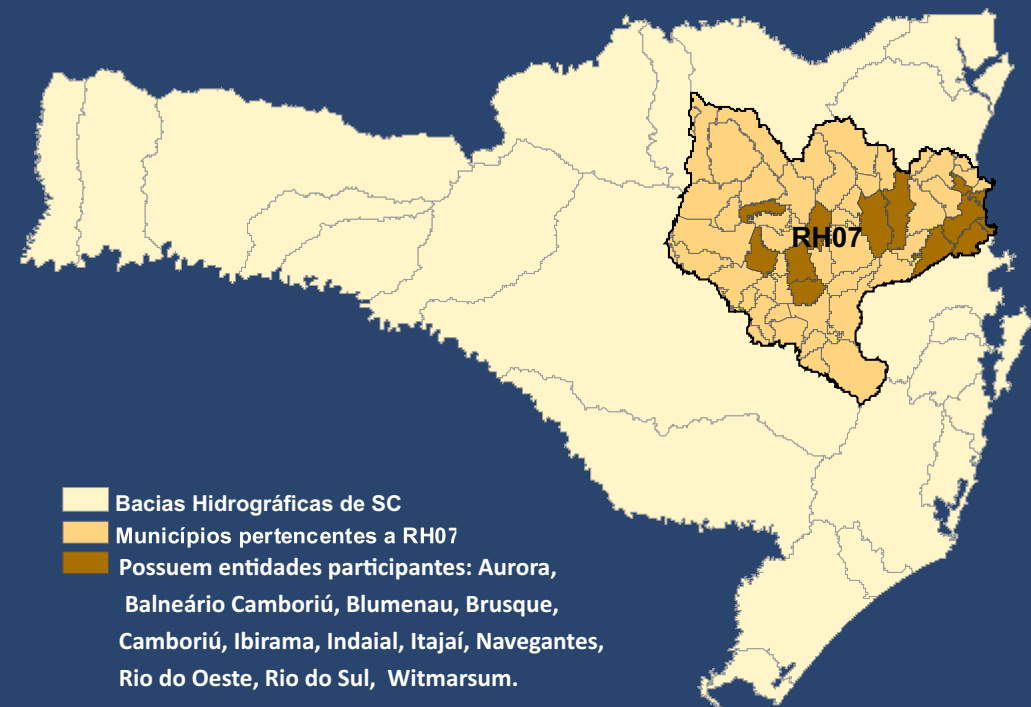 RH07
Bacias Hidrográficas de SC
Municípios pertencentes a RH07
Possuem entidades participantes: Aurora,
Balneário Camboriú, Blumenau, Brusque,
Camboriú, Ibirama, Indaial, Itajaí, Navegantes,
Rio do Oeste, Rio do Sul, Witmarsum.